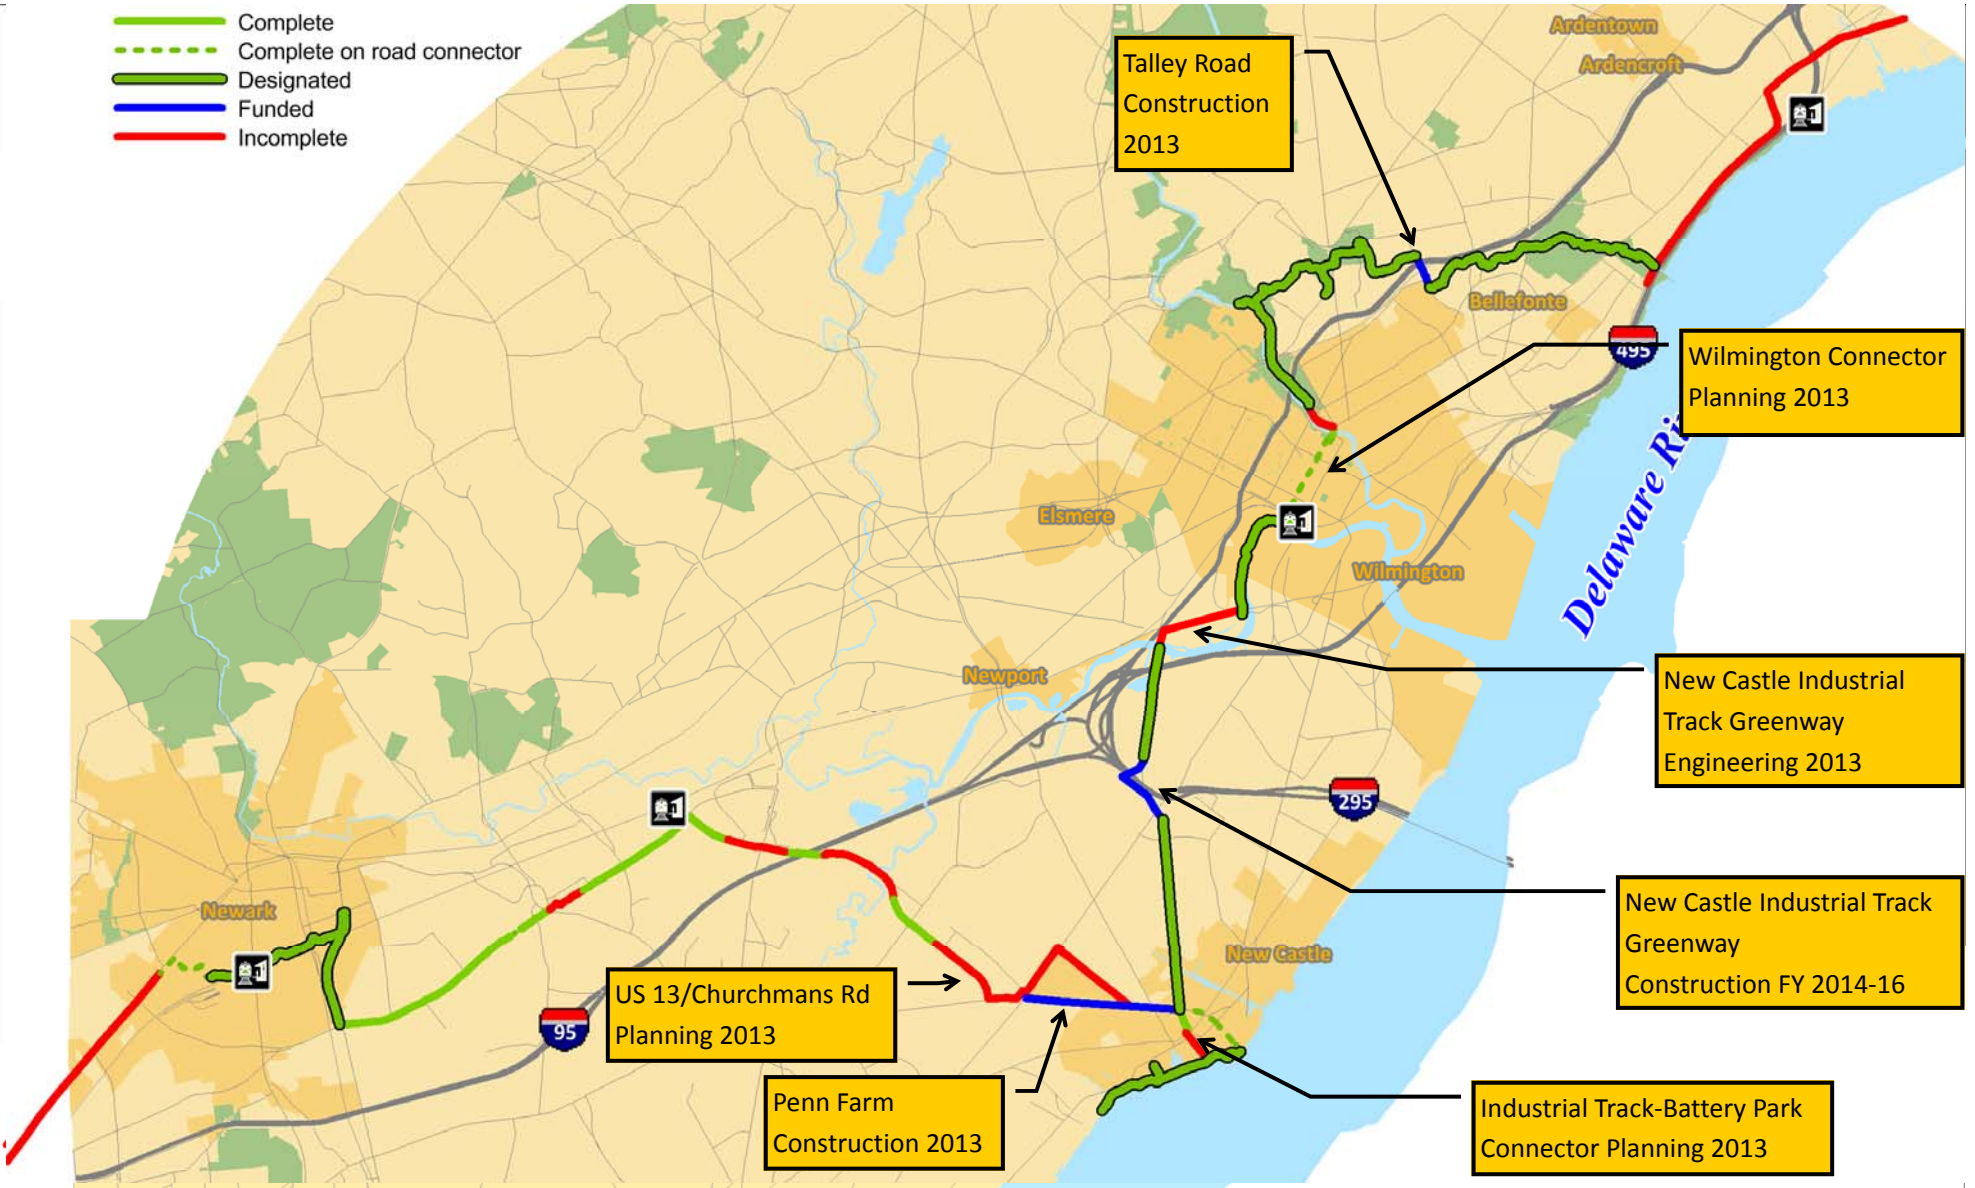 Complete
Complete on road connector
Designated
Funded
Incomplete
Ardentown
Ardencroft
Talley Road
Construction
2013
Bellefonte
495
Wilmington Connector
Planning 2013
Delaware Ri
Elsmere
Wilmington
Newport
New Castle Industrial
Track Greenway
Engineering 2013
295
New Castle Industrial Track
Greenway
Construction FY 2014-16
Newark
New Castle
US 13/Churchmans Rd
Planning 2013
95
Penn Farm
Construction 2013
Industrial Track-Battery Park
Connector Planning 2013